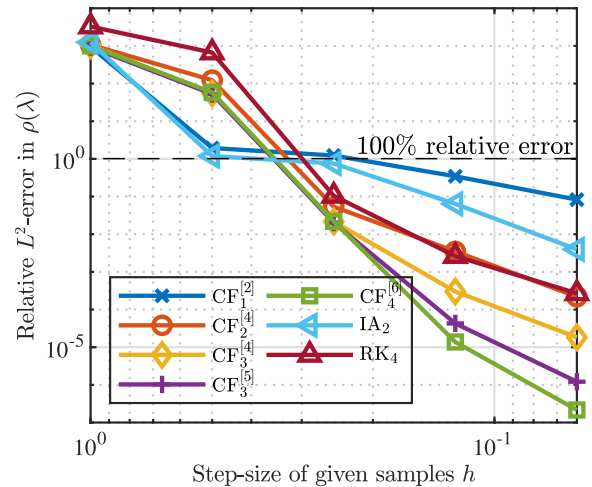 Relative L²-error in ρ(λ)
10⁰
100% relative error
10⁻⁵
CF₁[2]
CF₂[4]
CF₃[4]
CF₃[5]
CF₄[6]
IA₂
RK₄
10⁰
10⁻¹
Step-size of given samples h